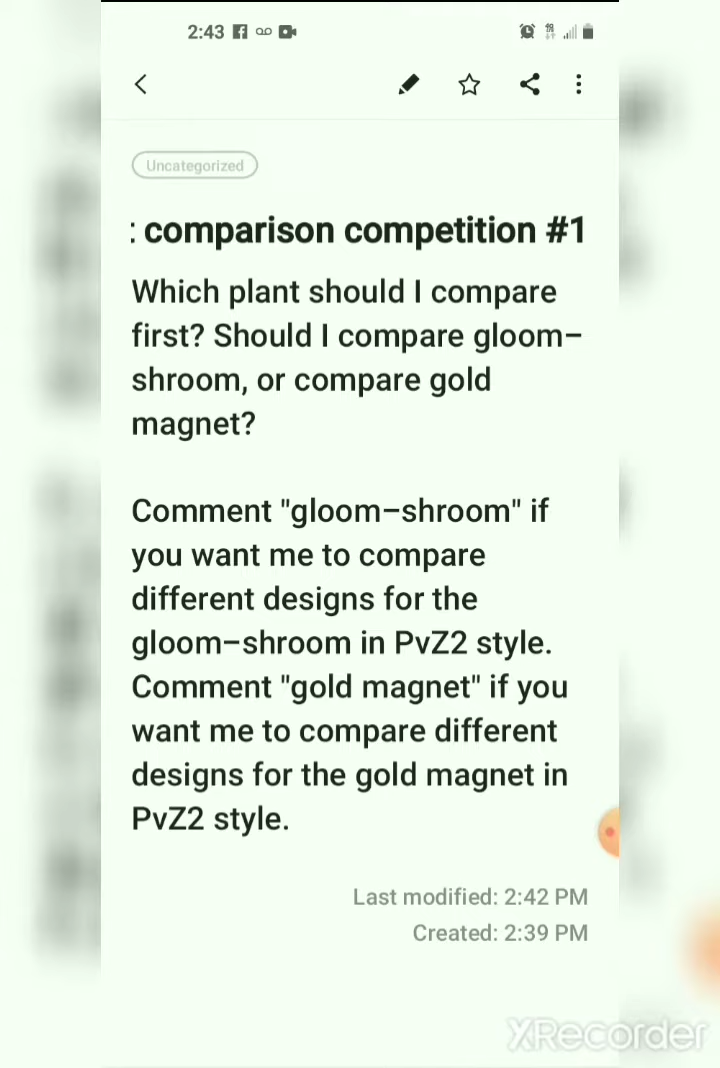 2:43
Uncategorized
: comparison competition #1
Which plant should I compare
first? Should I compare gloom-
shroom, or compare gold
magnet?
Comment "gloom-shroom" if
you want me to compare
different designs for the
gloom-shroom in PvZ2 style.
Comment "gold magnet" if you
want me to compare different
designs for the gold magnet in
PvZ2 style.
Last modified: 2:42 PM
Created: 2:39 PM
XRecorder